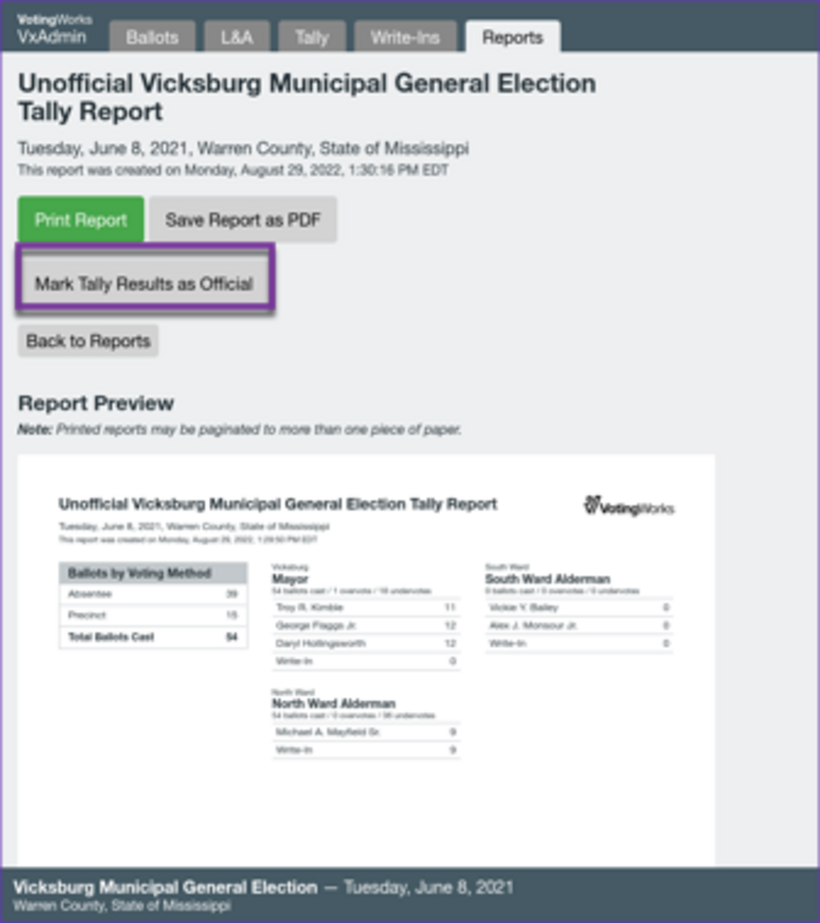 VotingWorks
VxAdmin
Ballots
L&A
Tally
Write-Ins
Reports
Unofficial Vicksburg Municipal General Election
Tally Report
Tuesday, June 8, 2021, Warren County, State of Mississippi
This report was created on Monday, August 29, 2022, 1:30:16 PM EDT
Print Report
Save Report as PDF
Mark Tally Results as Official
Back to Reports
Report Preview
Note: Printed reports may be paginated to more than one piece of paper.
Unofficial Vicksburg Municipal General Election Tally Report
VotingWorks
Tuesday, June 8, 2021, Warren County, State of Mississippi
This report was created on Monday, August 29, 2022, PM EDT
Ballots by Voting Method
Absentee 39
Precinct 15
Total Ballots Cast 54
Vicksburg
Mayor
54 ballots cast / 1 overvote / 18 undervotes
Troy R. Kimble 11
George Flaggs Jr. 12
Daryl Hollingsworth 12
Write-In 0
North Ward
North Ward Alderman
54 ballots cast / 0 overvotes / 36 undervotes
Michael A. Mayfield Sr. 9
Write-In 9
South Ward
South Ward Alderman
0 ballots cast / 0 overvotes / 0 undervotes
Vickie Y. Bailey 0
Alex J. Monsour Jr. 0
Write-In 0
Vicksburg Municipal General Election — Tuesday, June 8, 2021
Warren County, State of Mississippi